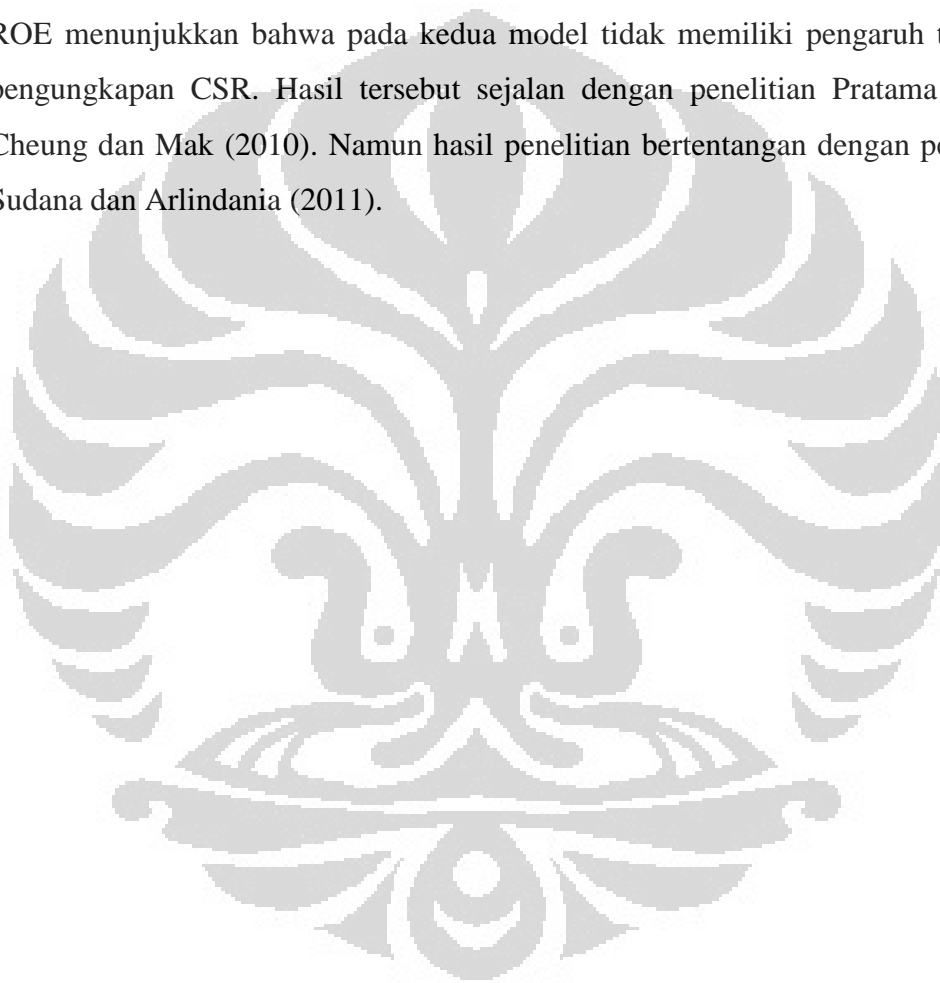 ROE menunjukkan bahwa pada kedua model tidak memiliki pengaruh
pengungkapan CSR. Hasil tersebut sejalan dengan penelitian Pratama
Cheung dan Mak (2010). Namun hasil penelitian bertentangan dengan
Sudana dan Arlindania (2011).